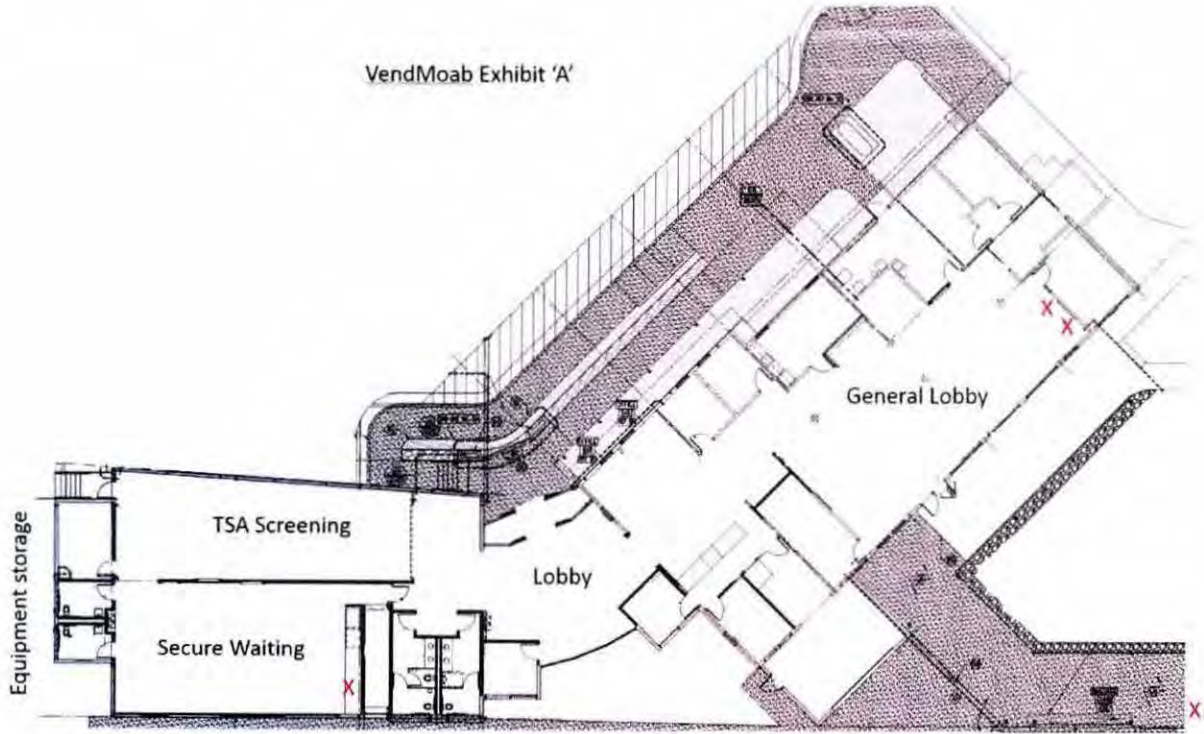 VendMoab Exhibit 'A'
X X
General Lobby
TSA Screening
Lobby
Equipment storage
Secure Waiting
X
X